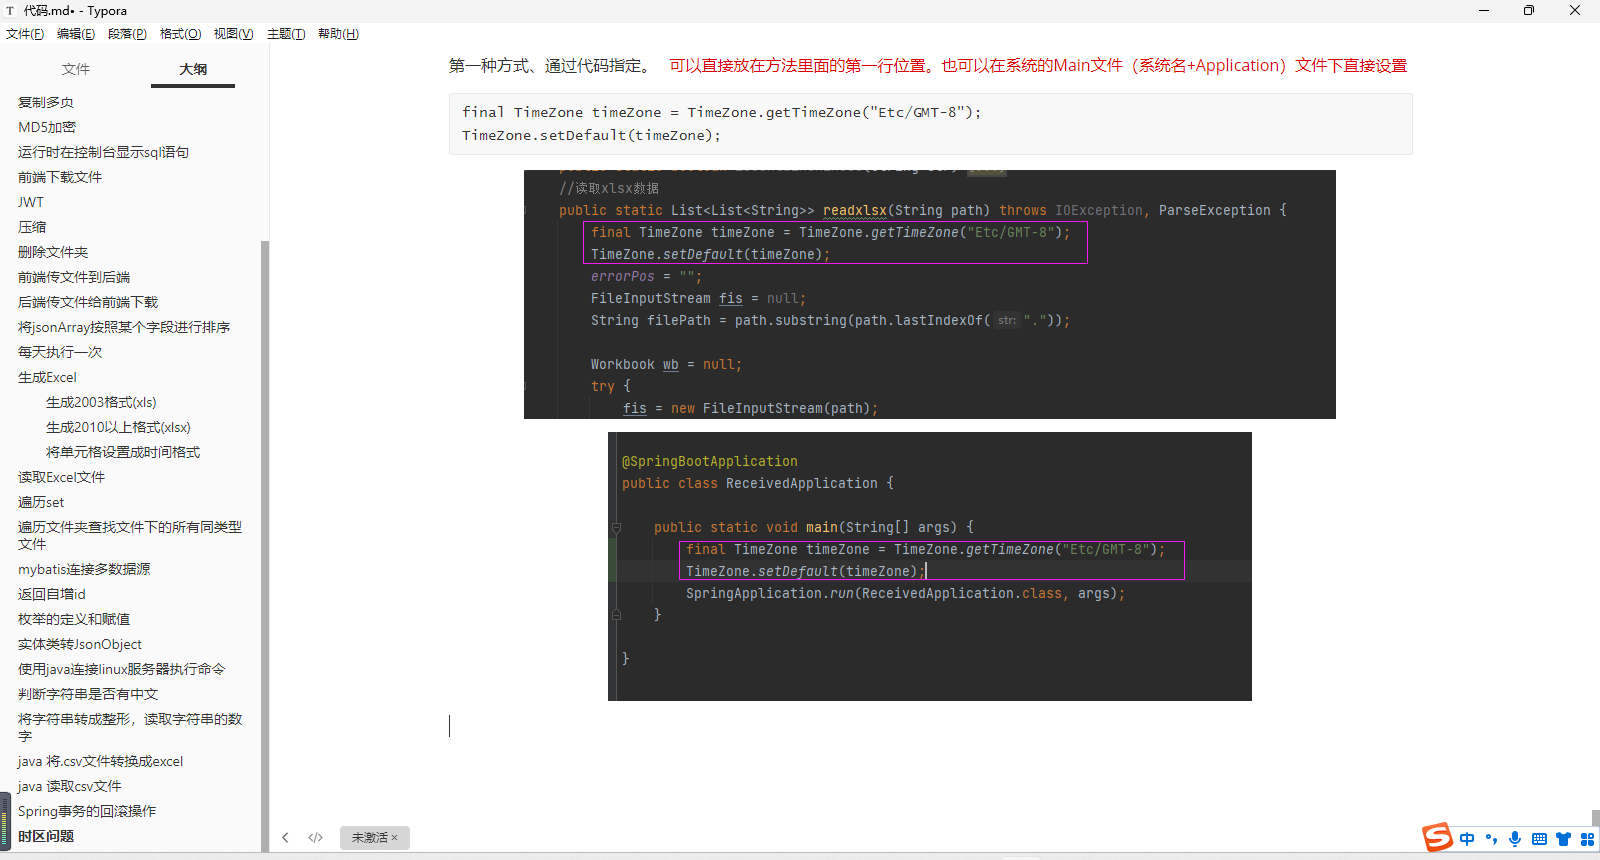 代码.md• - Typora
文件(F) 编辑(E) 段落(P) 格式(O) 视图(V) 主题(T) 帮助(H)
文件 大纲
复制多页
MD5加密
运行时在控制台显示sql语句
前端下载文件
JWT
压缩
删除文件夹
前端传文件到后端
后端传文件给前端下载
将jsonArray按照某个字段进行排序
每天执行一次
生成Excel
生成2003格式(xls)
生成2010以上格式(xlsx)
将单元格设置成时间格式
读取Excel文件
遍历set
遍历文件夹查找文件下的所有同类型
文件
mybatis连接多数据源
返回自增id
枚举的定义和赋值
实体类转JsonObject
使用java连接linux服务器执行命令
判断字符串是否有中文
将字符串转成整形，读取字符串的数
字
java 将.csv文件转换成excel
java 读取csv文件
Spring事务的回滚操作
时区问题
第一种方式、通过代码指定。 可以直接放在方法里面的第一行位置。也可以在系统的Main文件（系统名+Application）文件下直接设置
final TimeZone timeZone = TimeZone.getTimeZone("Etc/GMT-8");
TimeZone.setDefault(timeZone);
//读取xlsx数据
public static List<List<String>> readxlsx(String path) throws IOException, ParseException {
final TimeZone timeZone = TimeZone.getTimeZone("Etc/GMT-8");
TimeZone.setDefault(timeZone);
errorPos = "";
FileInputStream fis = null;
String filePath = path.substring(path.lastIndexOf( str: "."));
Workbook wb = null;
try {
fis = new FileInputStream(path);
@SpringBootApplication
public class ReceivedApplication {
public static void main(String[] args) {
final TimeZone timeZone = TimeZone.getTimeZone("Etc/GMT-8");
TimeZone.setDefault(timeZone);
SpringApplication.run(ReceivedApplication.class, args);
}
}
</> 未激活 ×
S 中